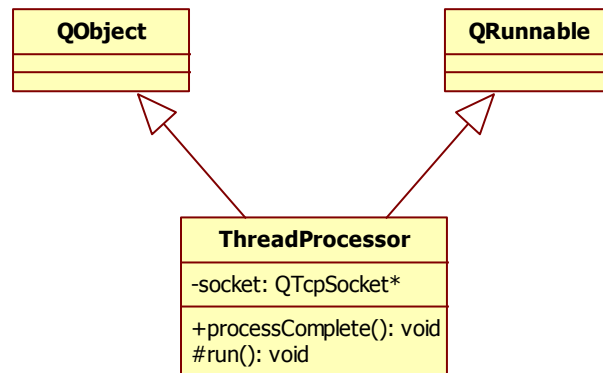 QObject
QRunnable
ThreadProcessor
-socket: QTcpSocket*
+processComplete(): void
#run(): void